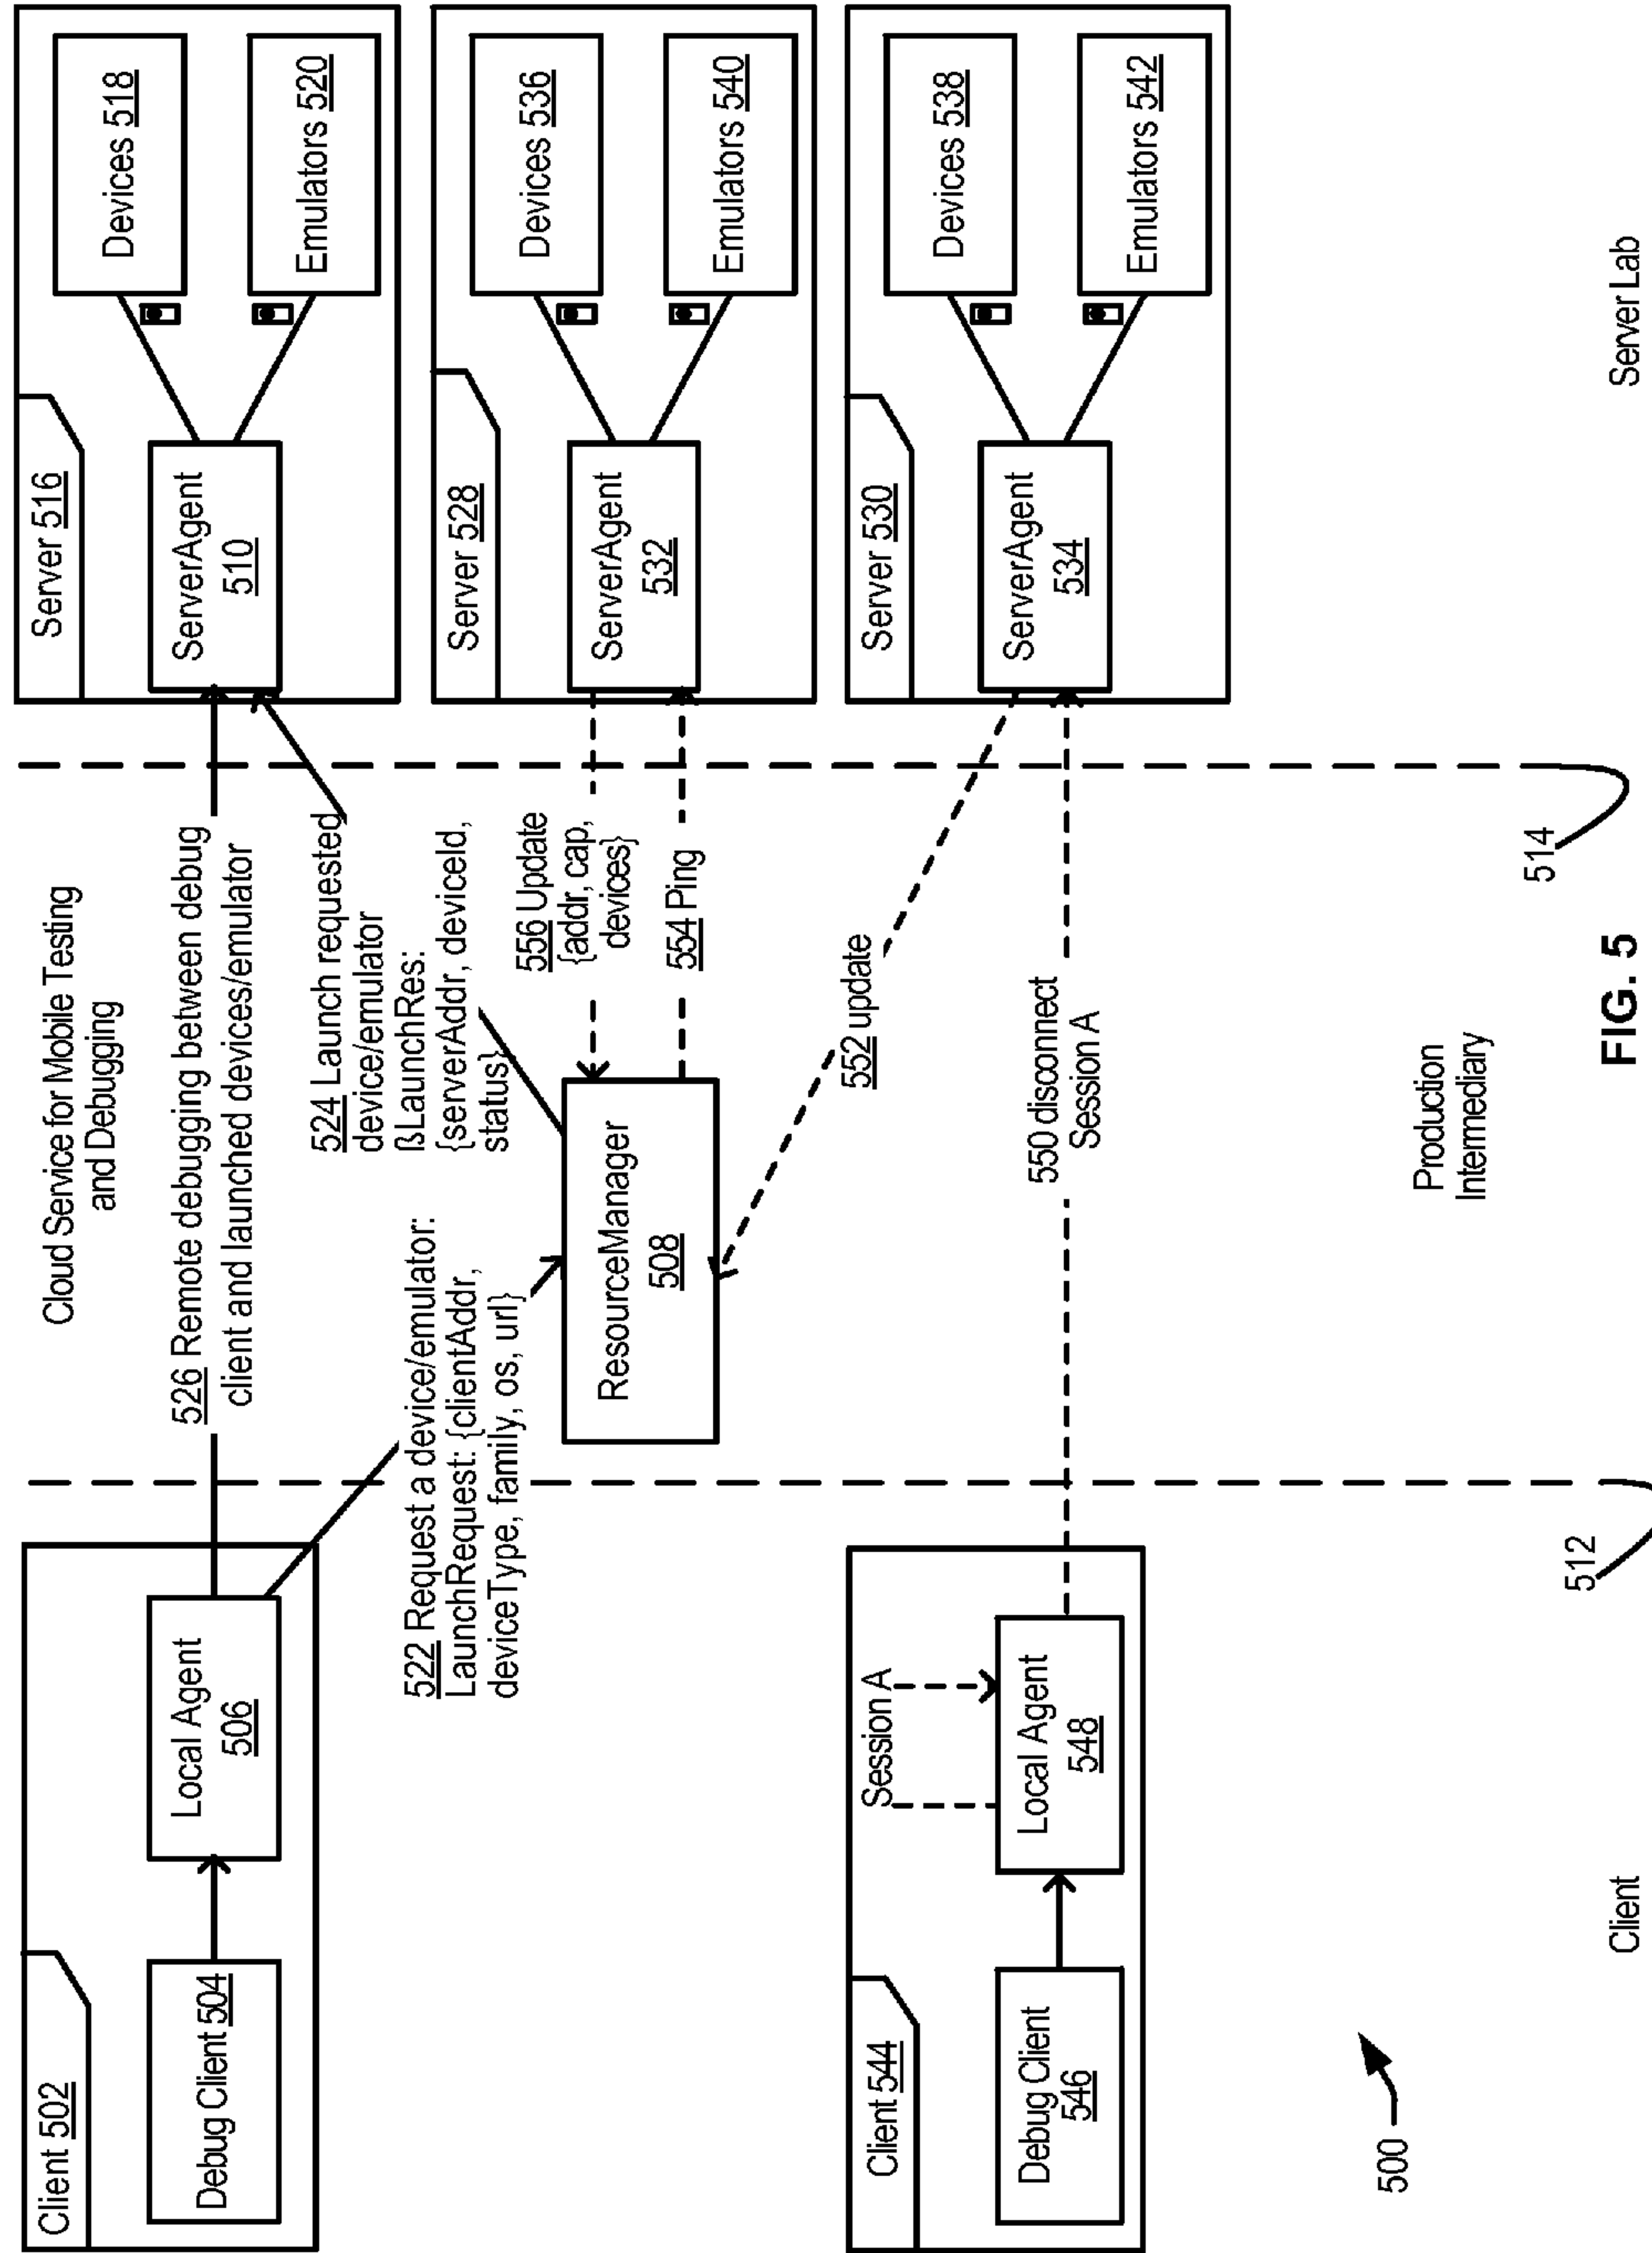 Cloud Service for Mobile Testing
and Debugging
Client 502
Debug Client 504
Local Agent
506
526 Remote debugging between debug
client and launched devices/emulator
522 Request a device/emulator:
LaunchRequest: {clientAddr,
deviceType, family, os, url}
524 Launch requested
device/emulator
ßLaunchRes:
{serverAddr, deviceId,
status}
Server 516
ServerAgent
510
Devices 518
Emulators 520
ResourceManager
508
556 Update
{addr, cap,
devices}
554 Ping
Server 528
ServerAgent
532
Devices 536
Emulators 540
552 update
Client 544
Debug Client
546
Session A
Local Agent
548
550 disconnect
Session A
Server 530
ServerAgent
534
Devices 538
Emulators 542
500
512
514
Client
Production
Intermediary
Server Lab
FIG. 5